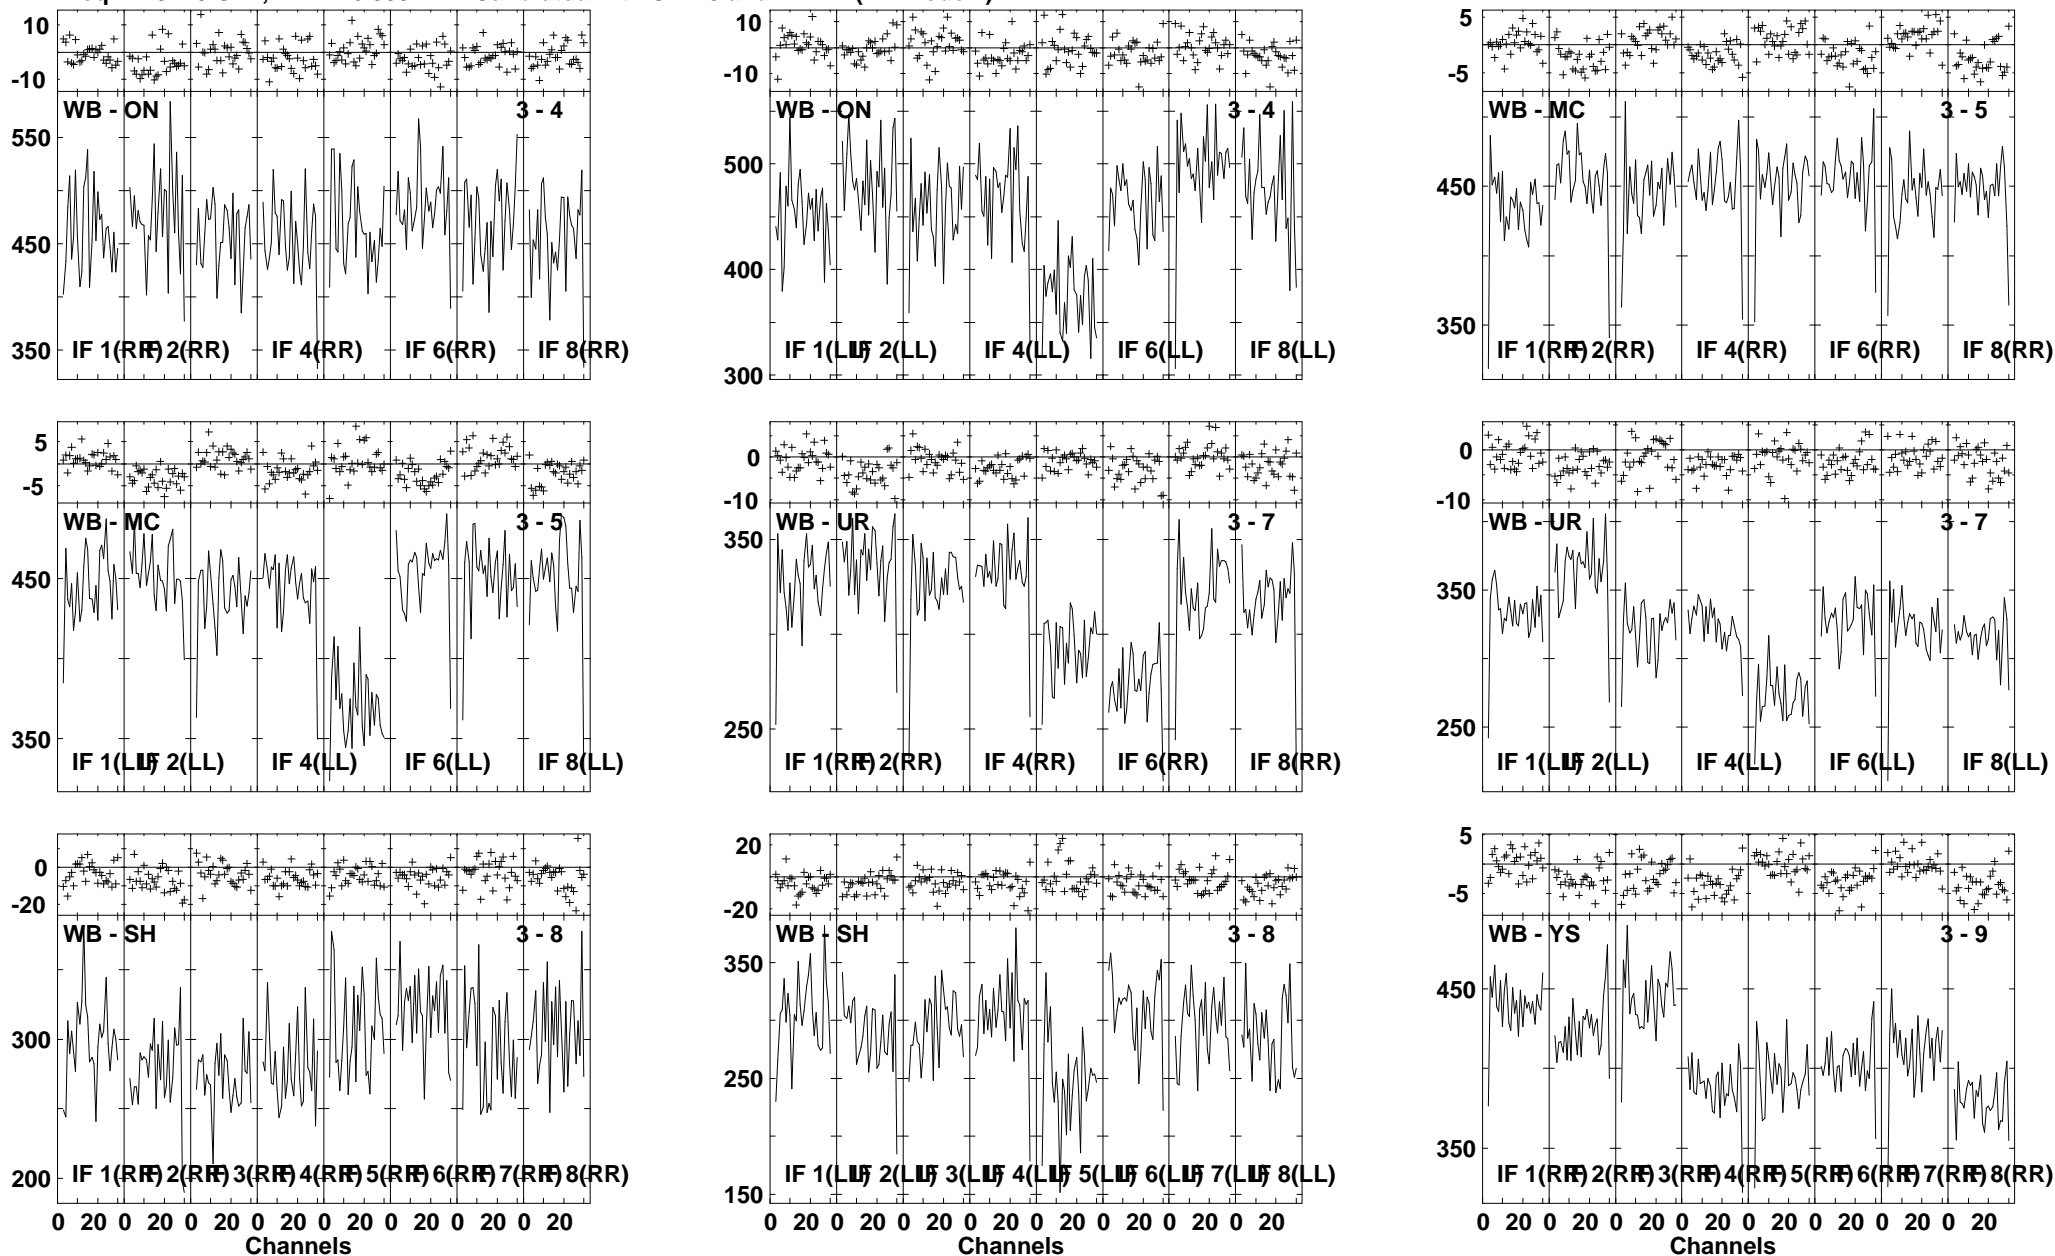 10
-10
WB - ON
3 - 4
550
450
350
IF 1(RR)
IF 2(RR)
IF 4(RR)
IF 6(RR)
IF 8(RR)
10
-10
WB - ON
3 - 4
500
400
300
IF 1(LL)
IF 2(LL)
IF 4(LL)
IF 6(LL)
IF 8(LL)
5
-5
WB - MC
3 - 5
450
350
IF 1(RR)
IF 2(RR)
IF 4(RR)
IF 6(RR)
IF 8(RR)
5
-5
WB - MC
3 - 5
450
350
IF 1(LL)
IF 2(LL)
IF 4(LL)
IF 6(LL)
IF 8(LL)
0
-10
WB - UR
3 - 7
350
250
IF 1(RR)
IF 2(RR)
IF 4(RR)
IF 6(RR)
IF 8(RR)
0
-10
WB - UR
3 - 7
350
250
IF 1(LL)
IF 2(LL)
IF 4(LL)
IF 6(LL)
IF 8(LL)
0
-20
WB - SH
3 - 8
300
200
IF 1(RR)
IF 2(RR)
IF 3(RR)
IF 4(RR)
IF 5(RR)
IF 6(RR)
IF 7(RR)
IF 8(RR)
0 20 0 20 0 20 0 20 0 20 0 20 0 20 0 20
Channels
20
-20
WB - SH
3 - 8
350
250
150
IF 1(LL)
IF 2(LL)
IF 3(LL)
IF 4(LL)
IF 5(LL)
IF 6(LL)
IF 7(LL)
IF 8(LL)
0 20 0 20 0 20 0 20 0 20 0 20 0 20 0 20
Channels
5
-5
WB - YS
3 - 9
450
350
IF 1(RR)
IF 2(RR)
IF 3(RR)
IF 4(RR)
IF 5(RR)
IF 6(RR)
IF 7(RR)
IF 8(RR)
0 20 0 20 0 20 0 20 0 20 0 20 0 20 0 20
Channels